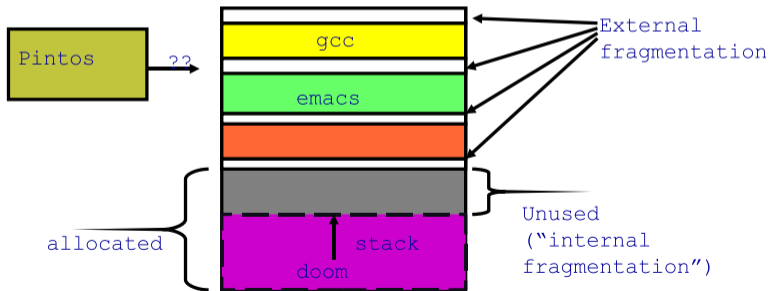 Pintos
??
gcc
emacs
External
fragmentation
allocated
stack
doom
Unused
(“internal
fragmentation”)